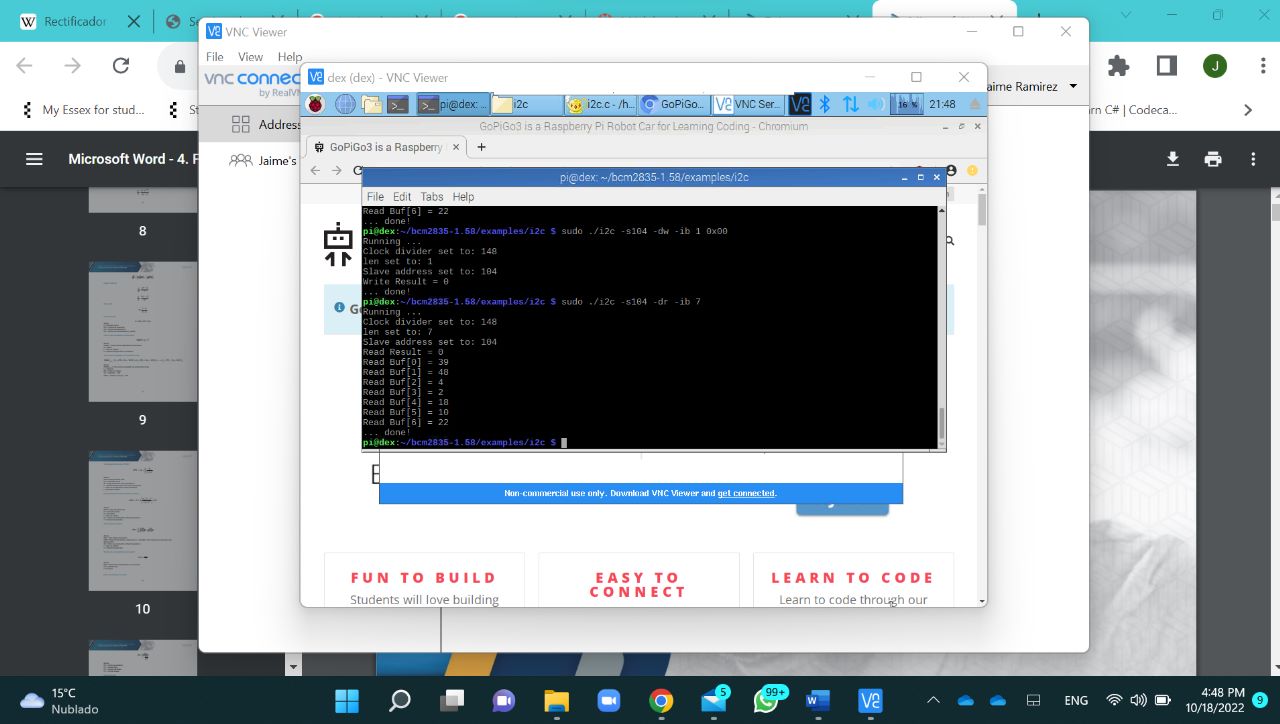 Rectificador
VNC Viewer
File View Help
vnc connec
by RealV
dex (dex) - VNC Viewer
aime Ramirez
My Essex for stud...
rn C# | Codeca...
Address
Jaime's
Microsoft Word - 4. F
pi@dex: ...
i2c
i2c.c - /h...
GoPiGo...
VNC Ser...
16 %
21:48
GoPiGo3 is a Raspberry Pi Robot Car for Learning Coding - Chromium
GoPiGo3 is a Raspberry
pi@dex: ~/bcm2835-1.58/examples/i2c
File Edit Tabs Help
Read Buf[6] = 22
... done!
pi@dex:~/bcm2835-1.58/examples/i2c $ sudo ./i2c -s104 -dw -ib 1 0x00
Running ...
Clock divider set to: 148
len set to: 1
Slave address set to: 104
Write Result = 0
... done!
pi@dex:~/bcm2835-1.58/examples/i2c $ sudo ./i2c -s104 -dr -ib 7
Running ...
Clock divider set to: 148
len set to: 7
Slave address set to: 104
Read Result = 0
Read Buf[0] = 39
Read Buf[1] = 48
Read Buf[2] = 4
Read Buf[3] = 2
Read Buf[4] = 18
Read Buf[5] = 10
Read Buf[6] = 22
... done!
pi@dex:~/bcm2835-1.58/examples/i2c $
Non-commercial use only. Download VNC Viewer and get connected.
FUN TO BUILD
Students will love building
EASY TO
CONNECT
LEARN TO CODE
Learn to code through our
8
9
10
15°C
Nublado
5
99+
ENG
4:48 PM
10/18/2022
9